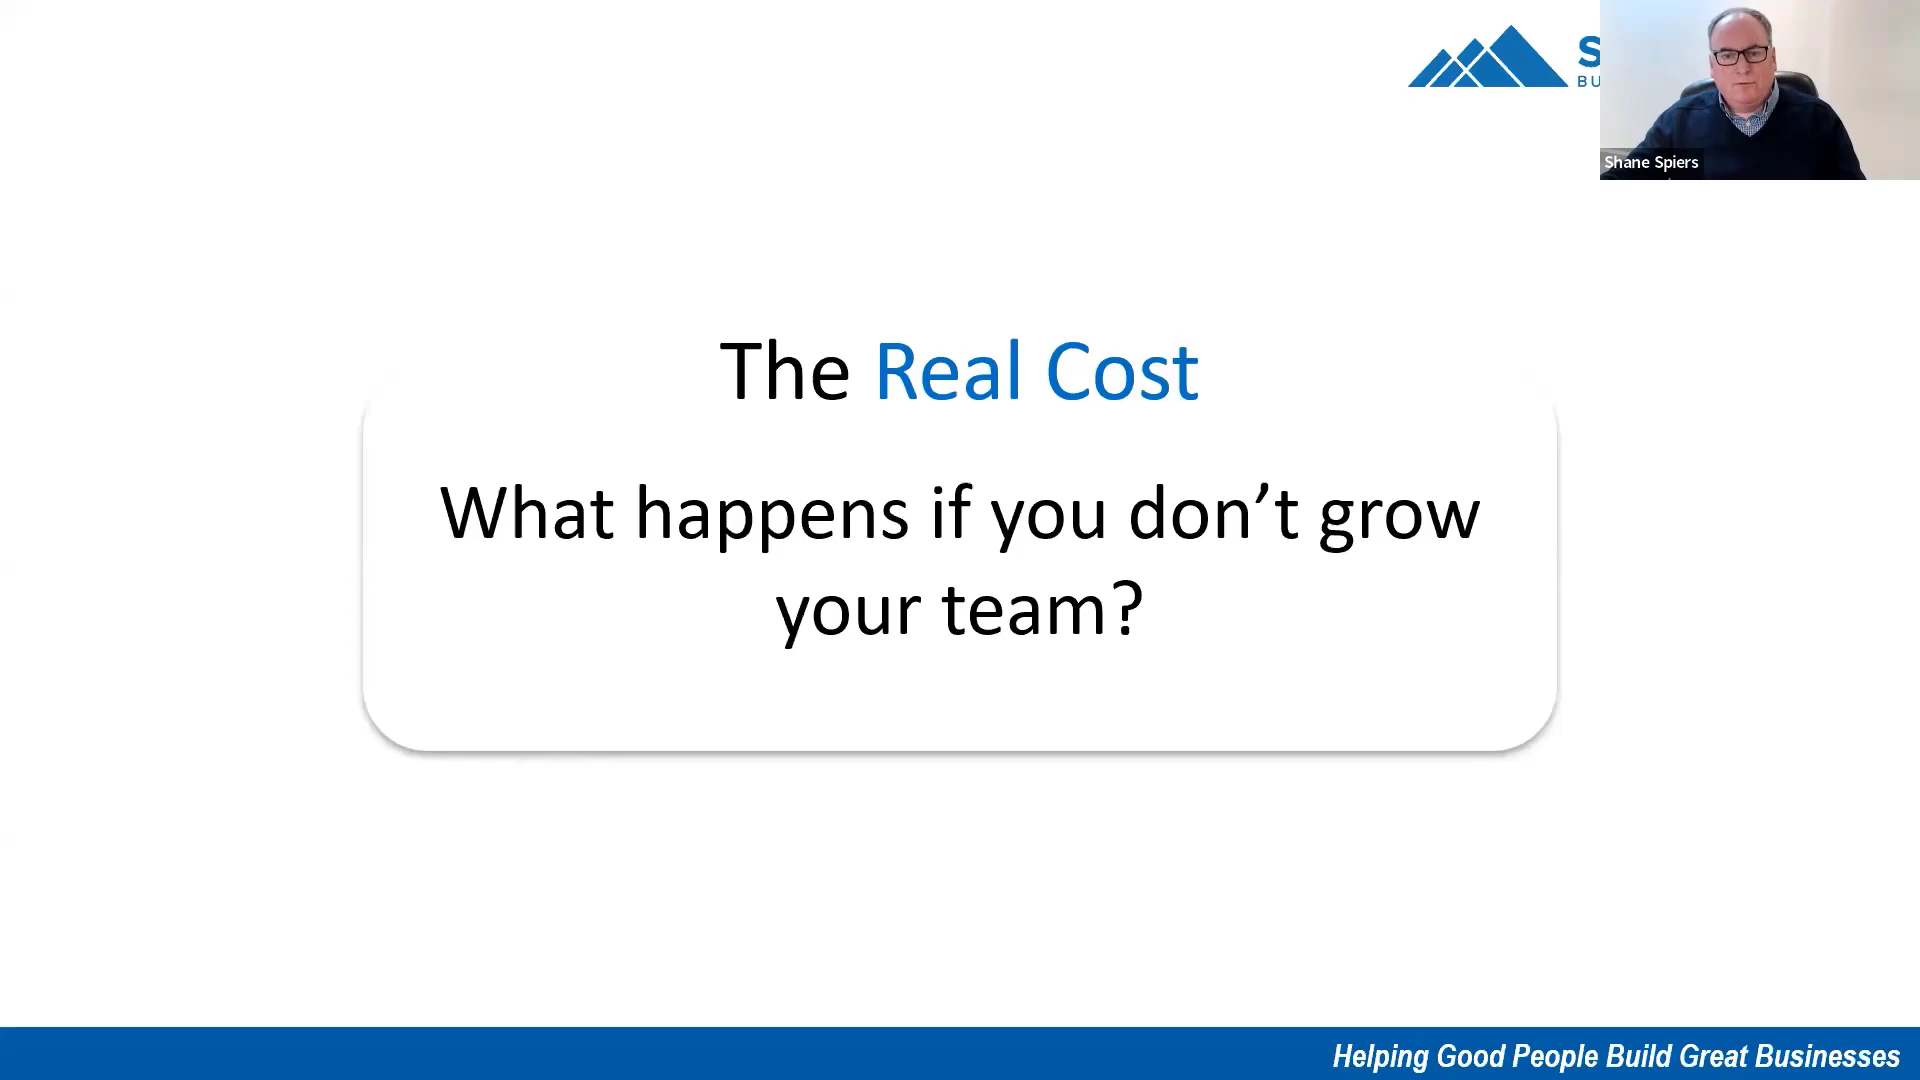 Shane Spiers
The Real Cost
What happens if you don’t grow
your team?
Helping Good People Build Great Businesses